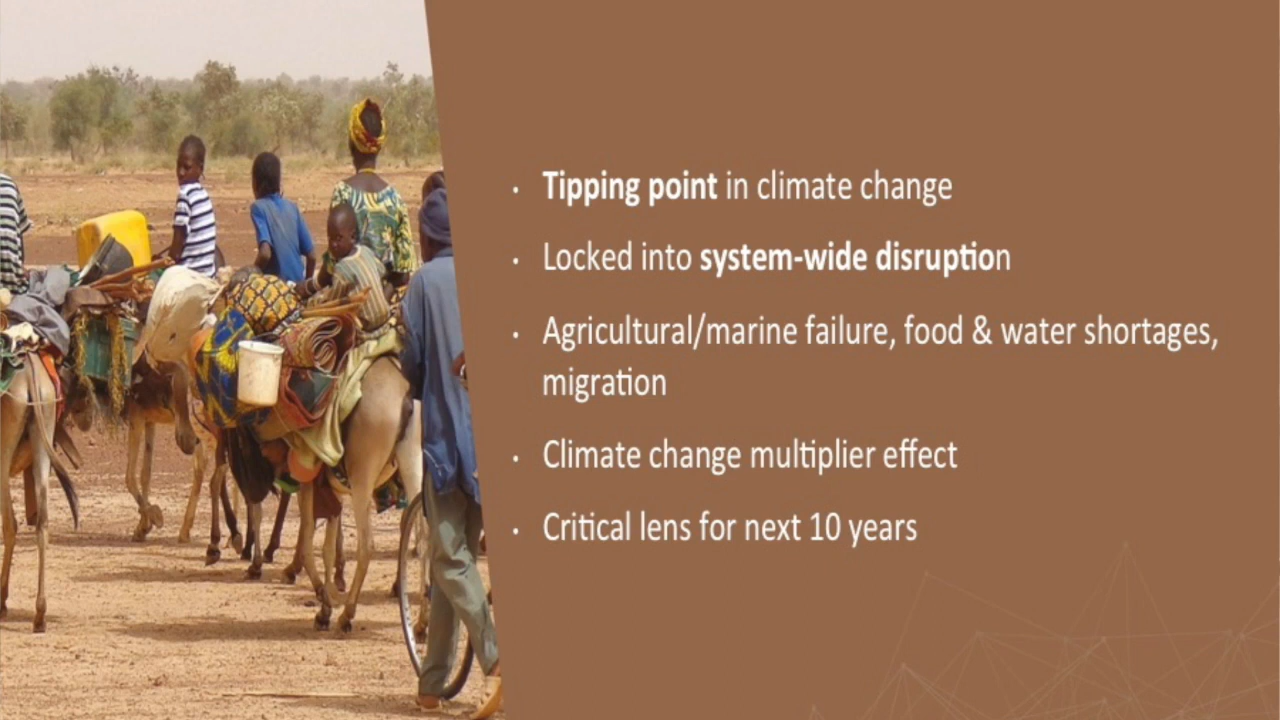 • Tipping point in climate change
• Locked into system-wide disruption
• Agricultural/marine failure, food & water shortages,
migration
• Climate change multiplier effect
• Critical lens for next 10 years